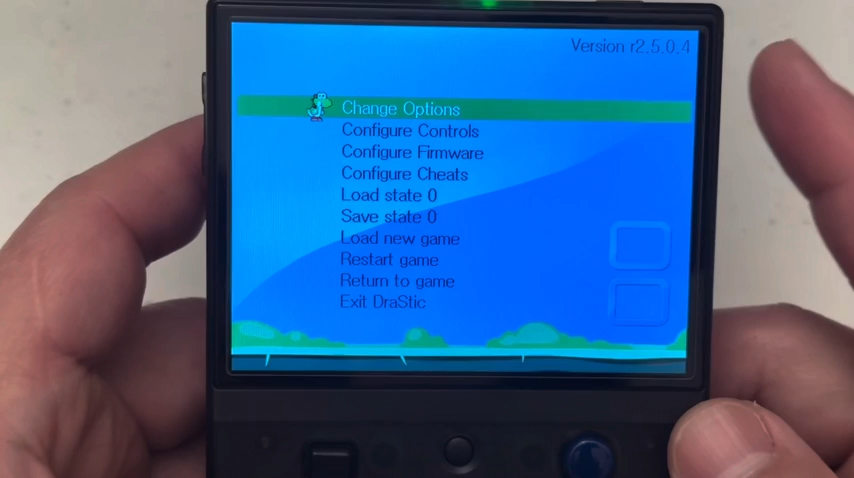 Version r2.5.0.4
Change Options
Configure Controls
Configure Firmware
Configure Cheats
Load state 0
Save state 0
Load new game
Restart game
Return to game
Exit DraStic